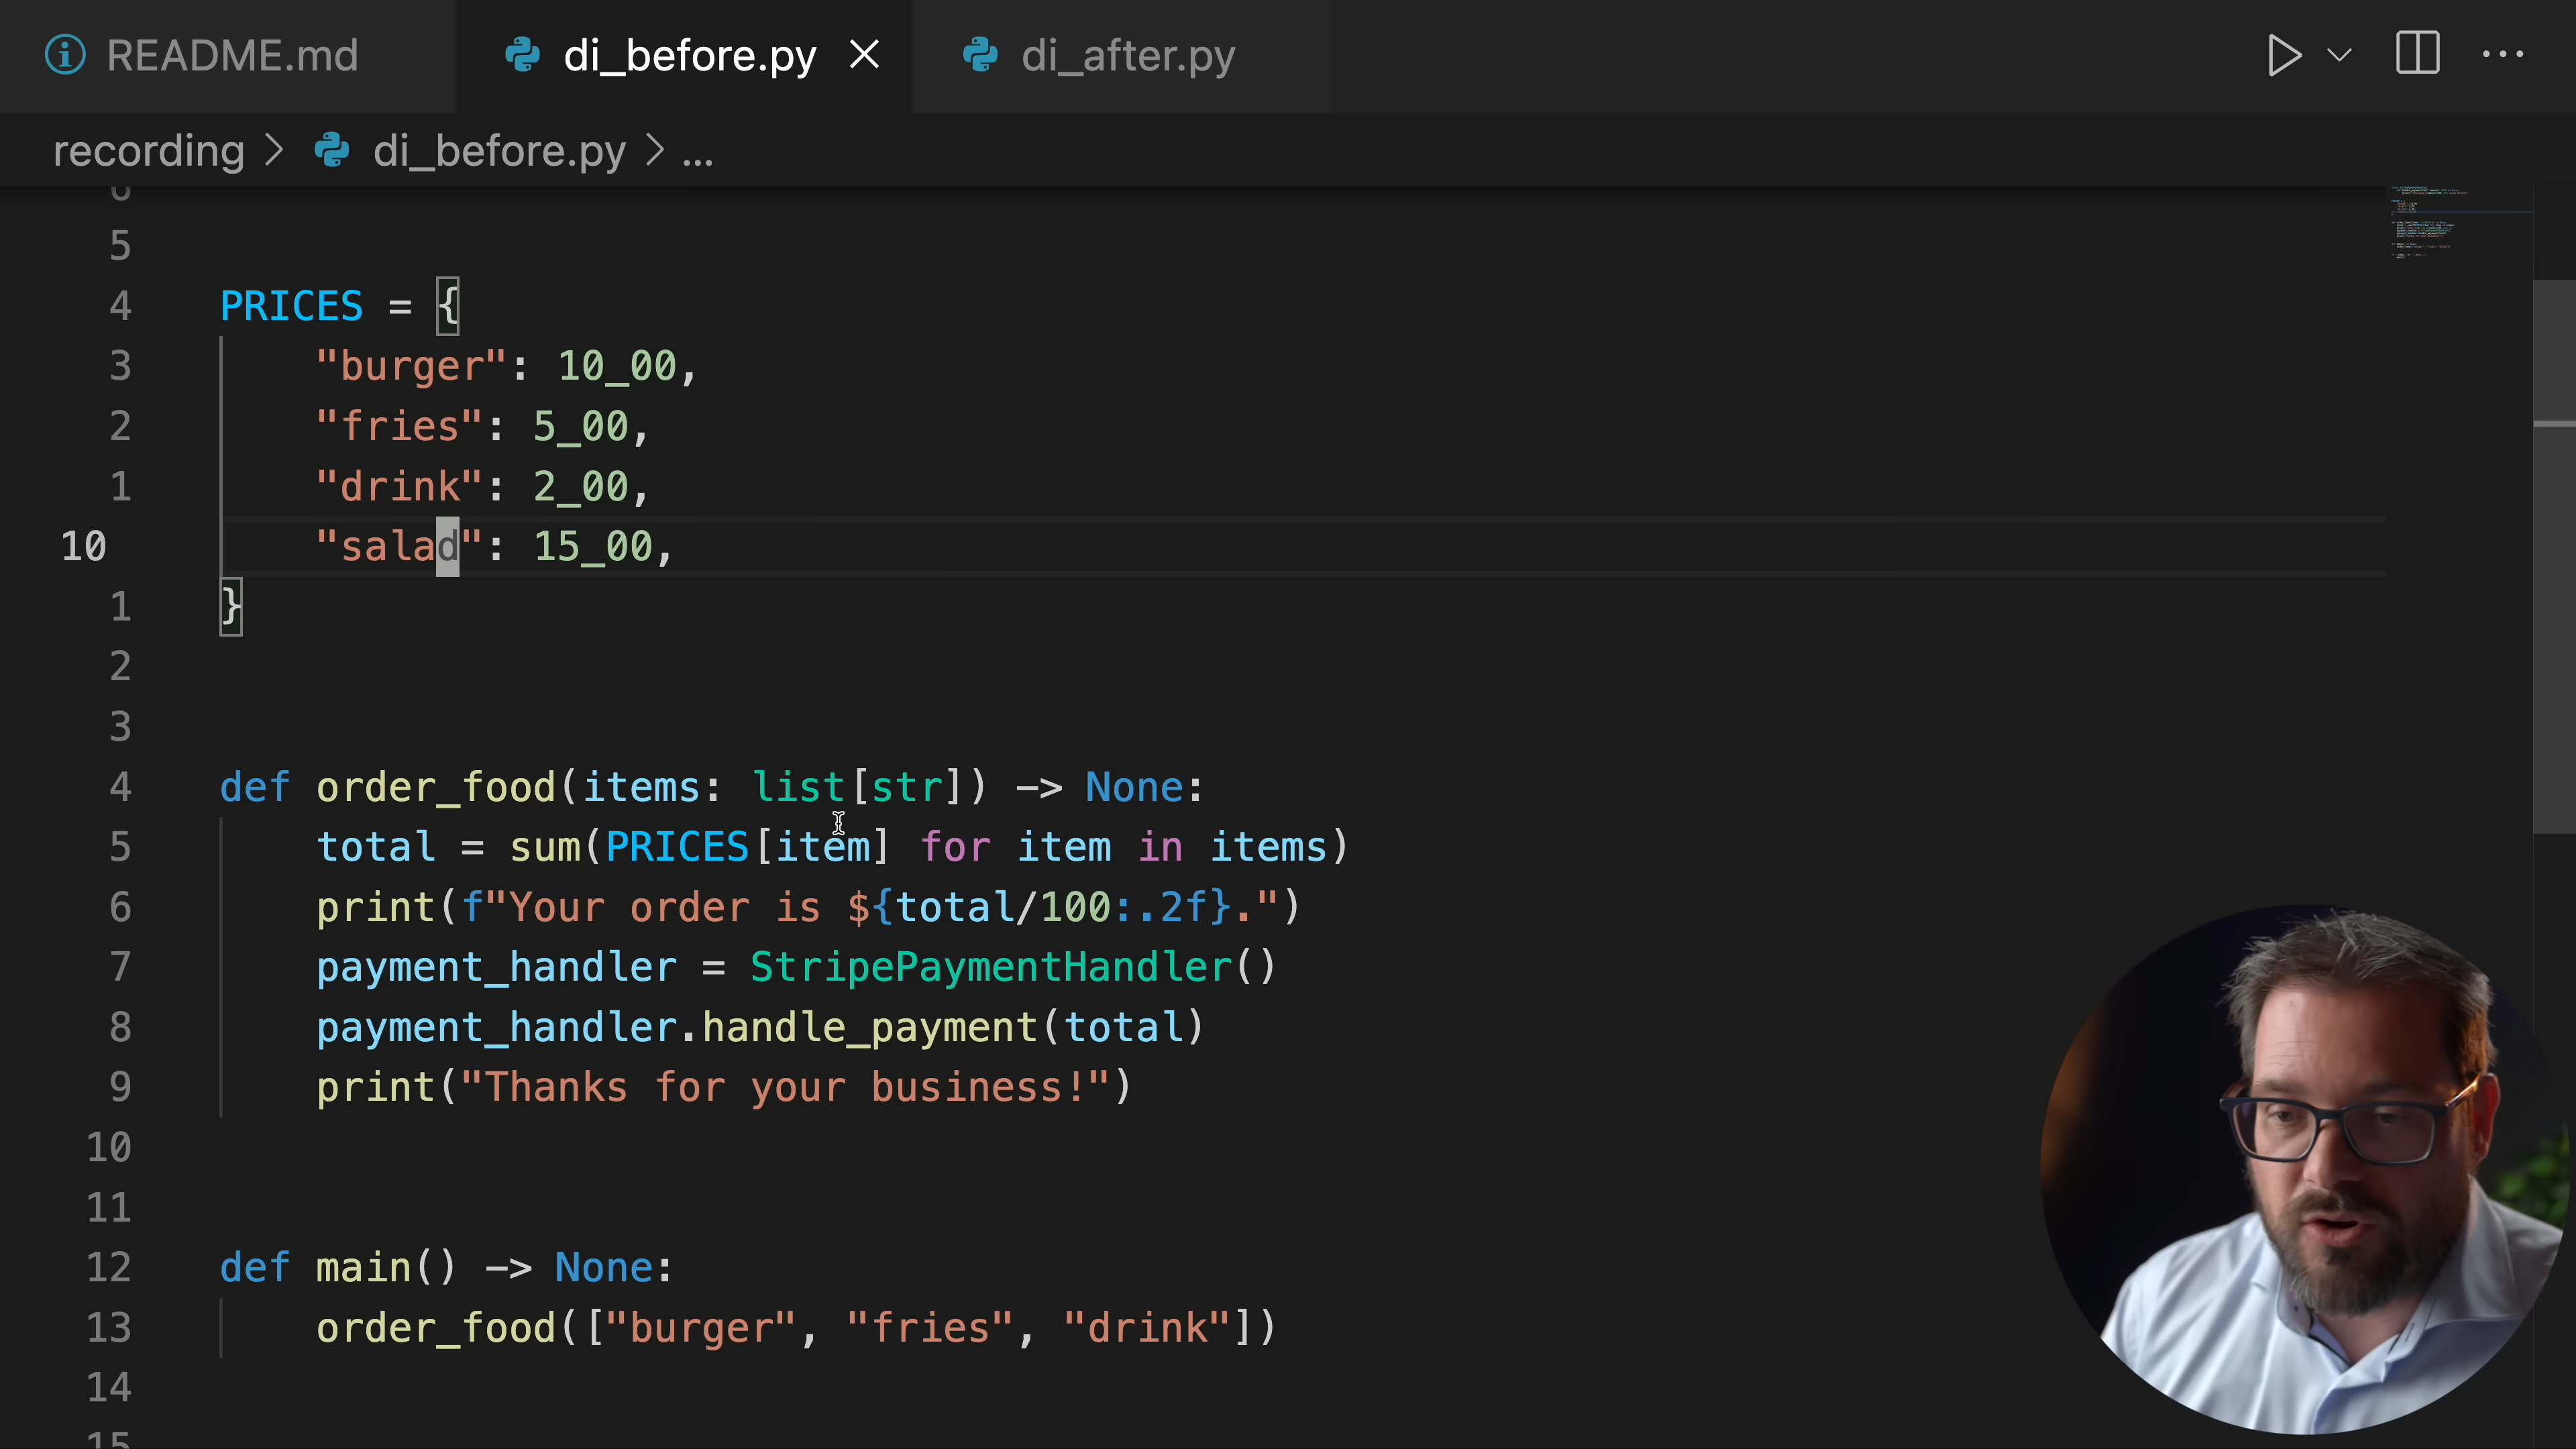 README.md
di_before.py
di_after.py
recording > di_before.py > ...
6
5
4 PRICES = {
3 "burger": 10_00,
2 "fries": 5_00,
1 "drink": 2_00,
10 "salad": 15_00,
1 }
2
3
4 def order_food(items: list[str]) -> None:
5 total = sum(PRICES[item] for item in items)
6 print(f"Your order is ${total/100:.2f}.")
7 payment_handler = StripePaymentHandler()
8 payment_handler.handle_payment(total)
9 print("Thanks for your business!")
10
11
12 def main() -> None:
13 order_food(["burger", "fries", "drink"])
14
15